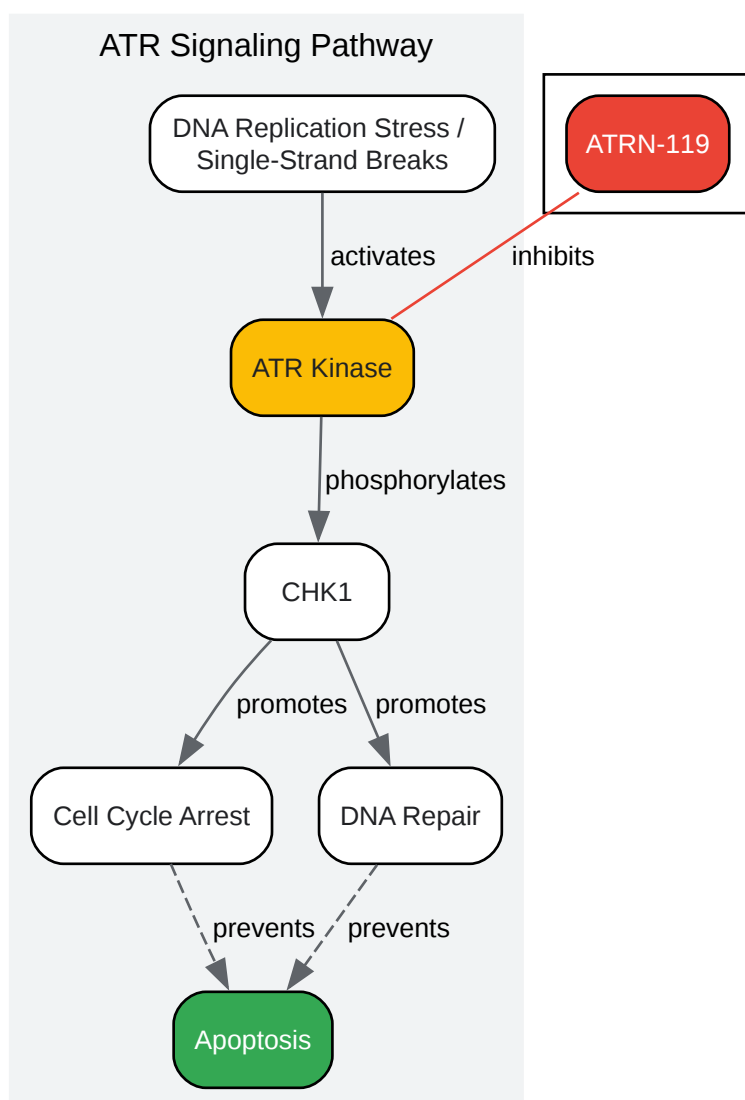 ATR Signaling Pathway
DNA Replication Stress /
Single-Strand Breaks
ATRN-119
activates
inhibits
ATR Kinase
phosphorylates
CHK1
promotes
promotes
Cell Cycle Arrest
DNA Repair
prevents
prevents
Apoptosis